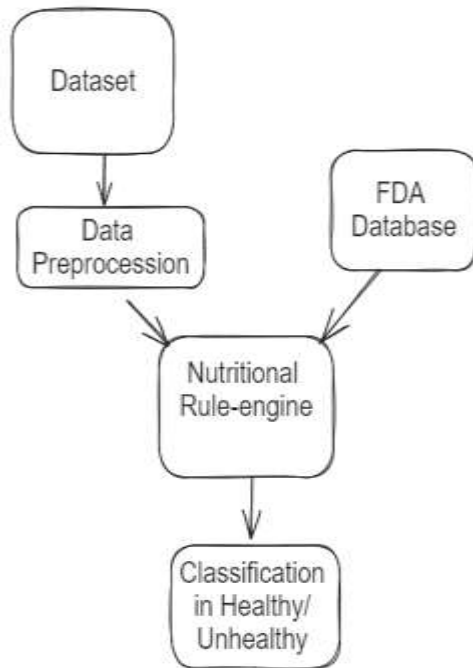 Dataset
FDA
Database
Data
Preprocession
Nutritional
Rule-engine
Classification
in Healthy/
Unhealthy